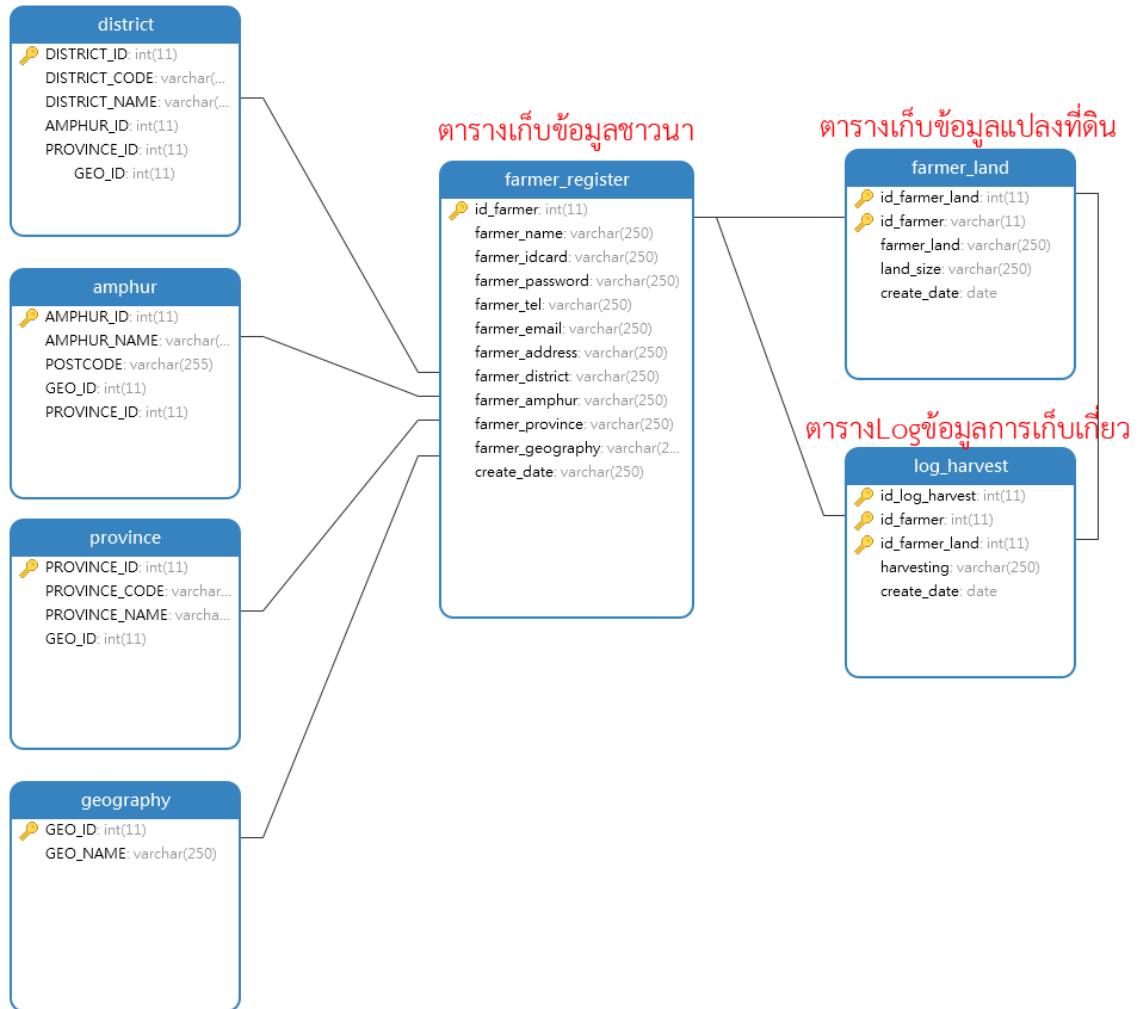 district
DISTRICT_ID: int(11)
DISTRICT_CODE: varchar(...
DISTRICT_NAME: varchar(...
AMPHUR_ID: int(11)
PROVINCE_ID: int(11)
GEO_ID: int(11)
amphur
AMPHUR_ID: int(11)
AMPHUR_NAME: varchar(...
POSTCODE: varchar(255)
GEO_ID: int(11)
PROVINCE_ID: int(11)
province
PROVINCE_ID: int(11)
PROVINCE_CODE: varchar...
PROVINCE_NAME: varcha...
GEO_ID: int(11)
geography
GEO_ID: int(11)
GEO_NAME: varchar(250)
ตารางเก็บข้อมูลชาวนา
farmer_register
id_farmer: int(11)
farmer_name: varchar(250)
farmer_idcard: varchar(250)
farmer_password: varchar(250)
farmer_tel: varchar(250)
farmer_email: varchar(250)
farmer_address: varchar(250)
farmer_district: varchar(250)
farmer_amphur: varchar(250)
farmer_province: varchar(250)
farmer_geography: varchar(2...
create_date: varchar(250)
ตารางเก็บข้อมูลแปลงที่ดิน
farmer_land
id_farmer_land: int(11)
id_farmer: varchar(11)
farmer_land: varchar(250)
land_size: varchar(250)
create_date: date
ตารางLogข้อมูลการเก็บเกี่ยว
log_harvest
id_log_harvest: int(11)
id_farmer: int(11)
id_farmer_land: int(11)
harvesting: varchar(250)
create_date: date